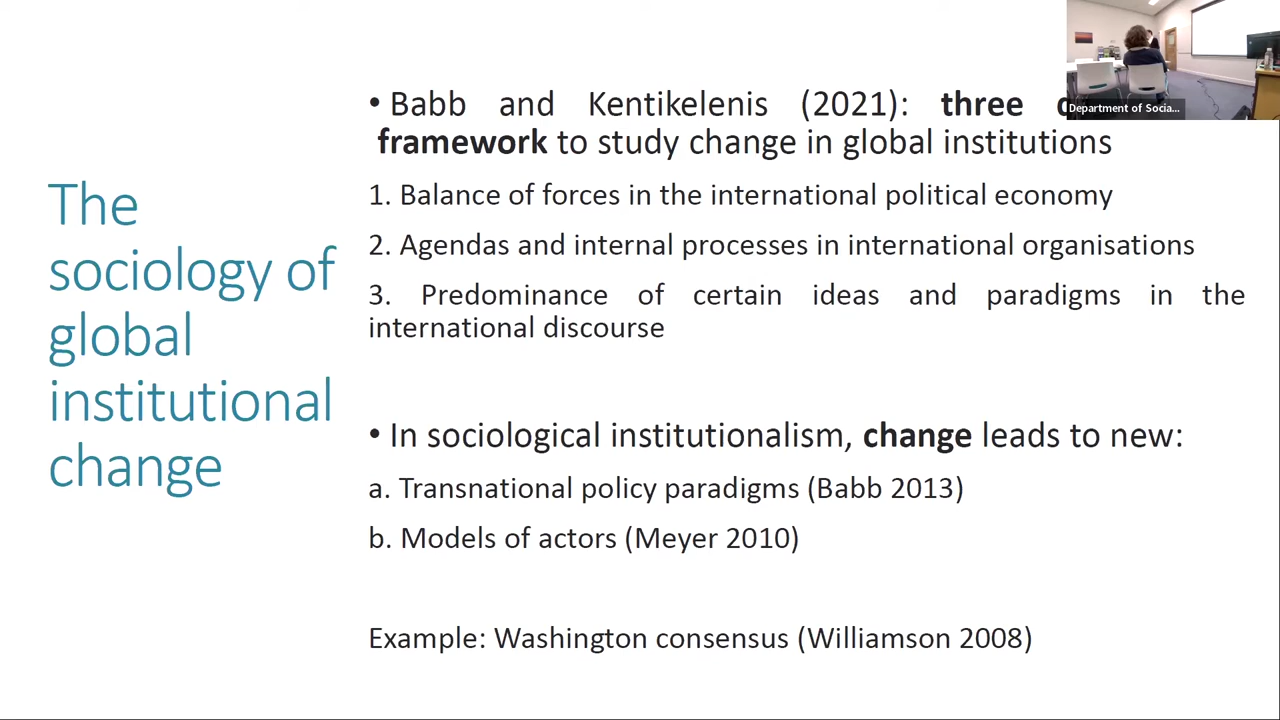 The
sociology of
global
institutional
change
• Babb and Kentikelenis (2021): three
framework to study change in global institutions
1. Balance of forces in the international political economy
2. Agendas and internal processes in international organisations
3. Predominance of certain ideas and paradigms in the
international discourse
• In sociological institutionalism, change leads to new:
a. Transnational policy paradigms (Babb 2013)
b. Models of actors (Meyer 2010)
Example: Washington consensus (Williamson 2008)
Department of Socia...